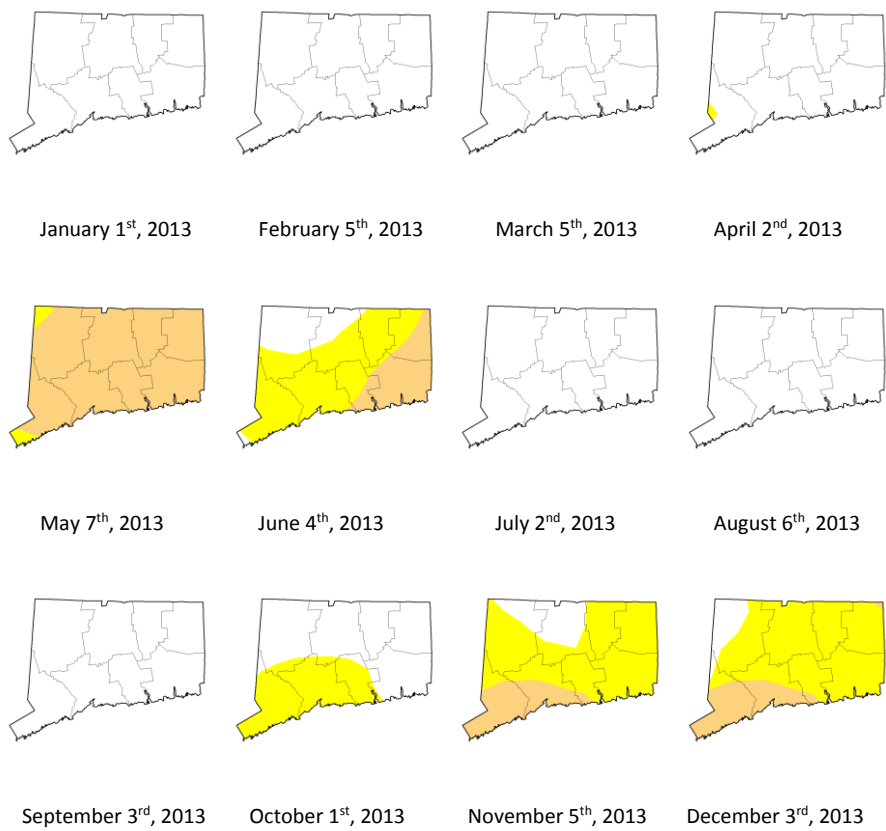 January 1st, 2013
February 5th, 2013
March 5th, 2013
April 2nd, 2013
May 7th, 2013
June 4th, 2013
July 2nd, 2013
August 6th, 2013
September 3rd, 2013
October 1st, 2013
November 5th, 2013
December 3rd, 2013